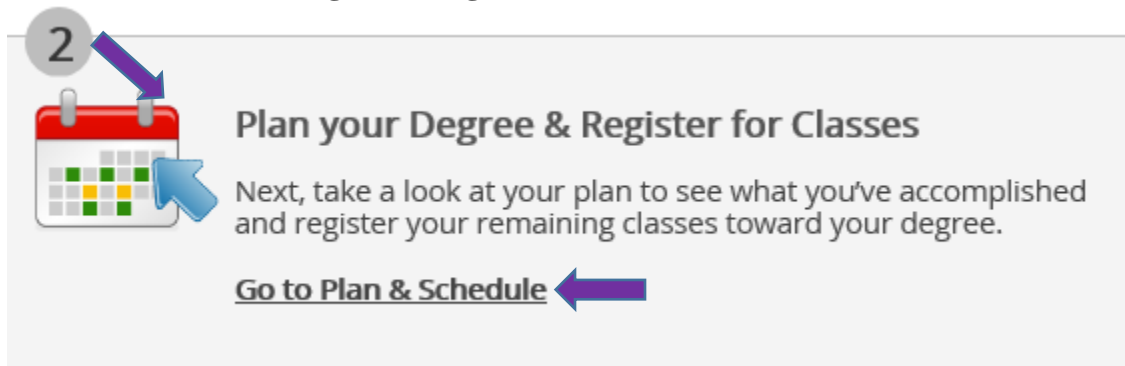 2
Plan your Degree & Register for Classes
Next, take a look at your plan to see what you've accomplished
and register your remaining classes toward your degree.
Go to Plan & Schedule